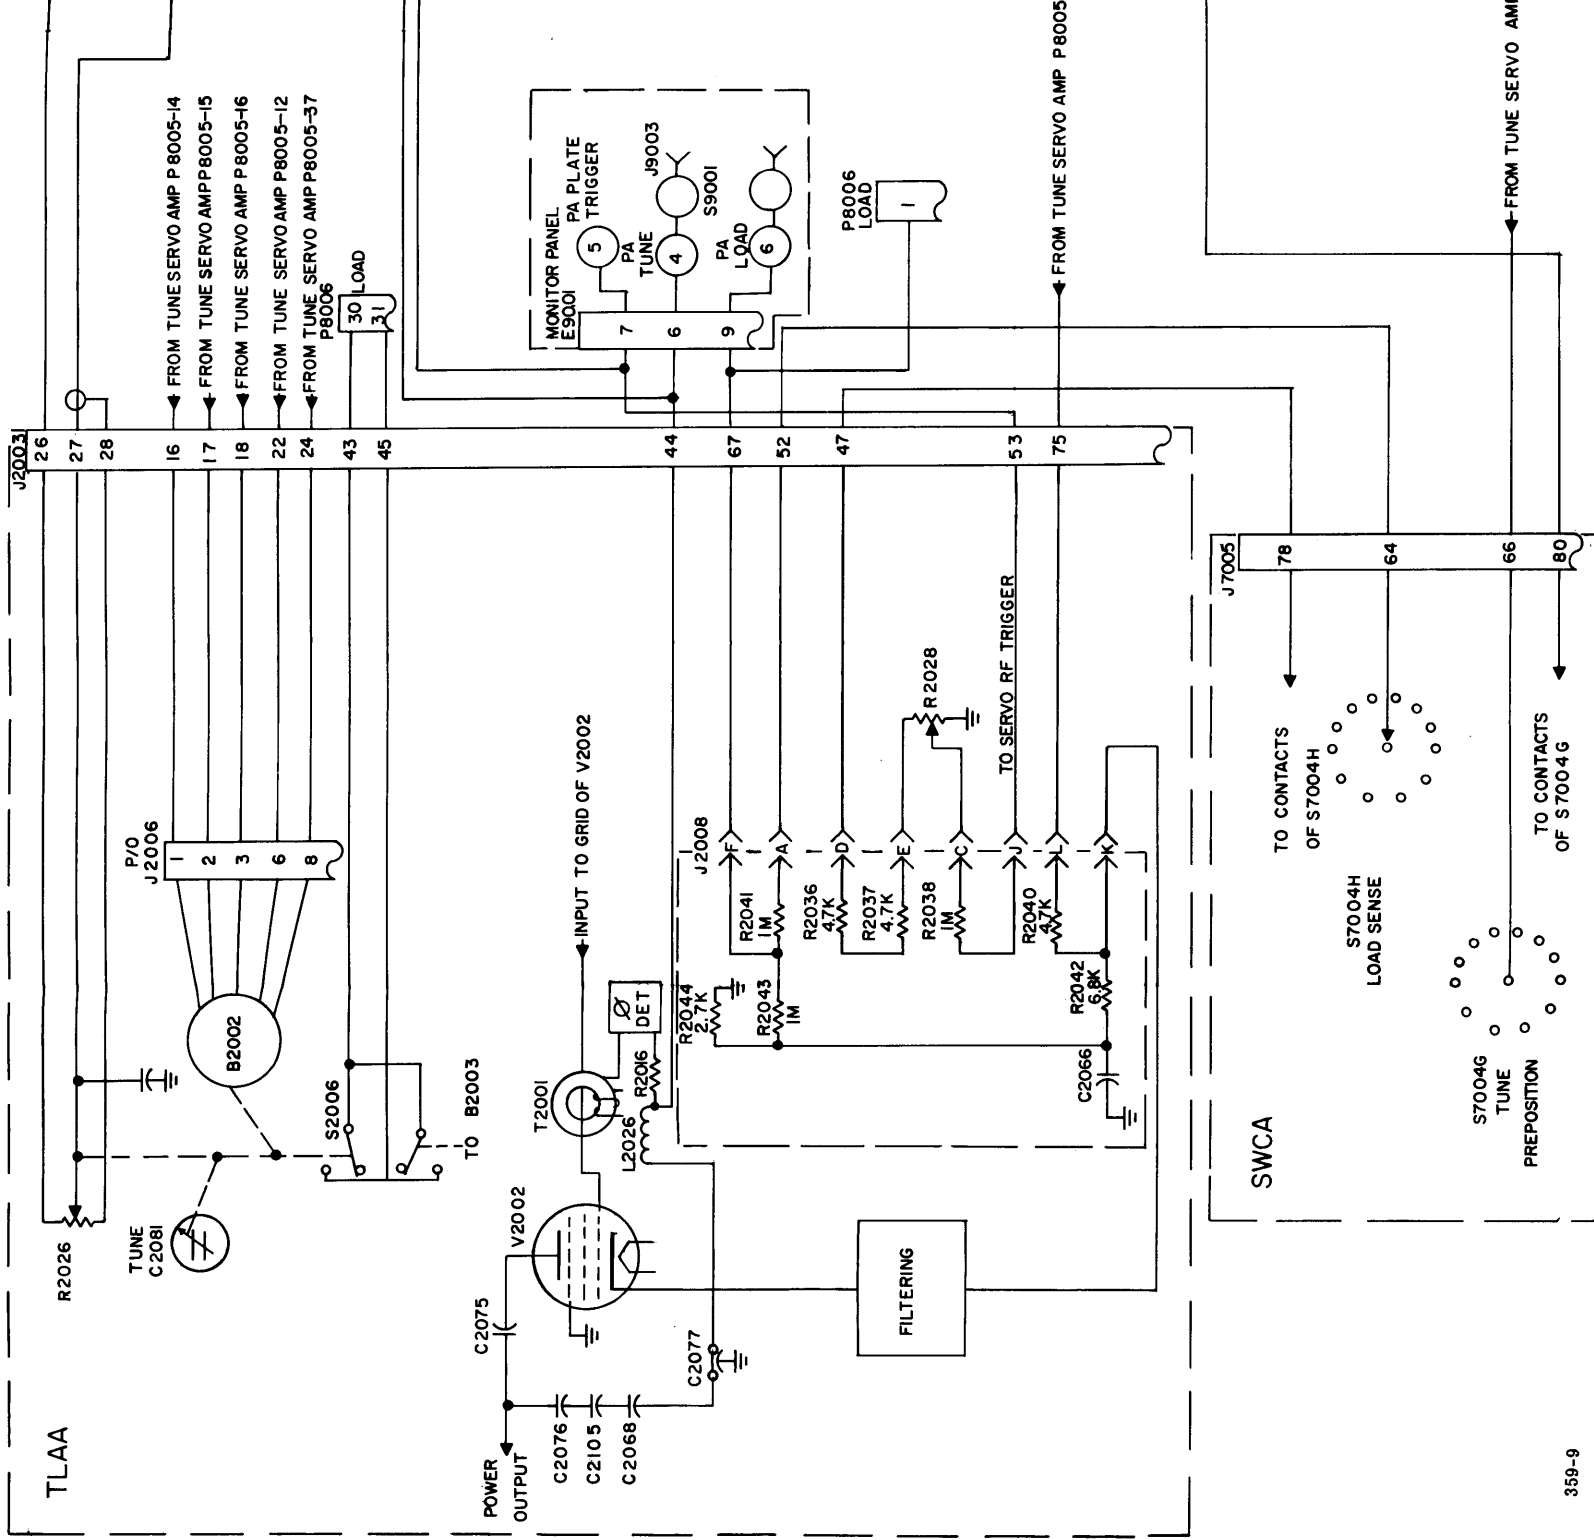 TLAA
J2003
26
27
28
16
17
18
22
24
43
45
44
67
52
47
53
75
FROM TUNE SERVO AMP P8005-14
FROM TUNE SERVO AMP P8005-15
FROM TUNE SERVO AMP P8005-16
FROM TUNE SERVO AMP P8005-12
FROM TUNE SERVO AMP P8005-37
P8006
LOAD
30
31
MONITOR PANEL
E9001
PA PLATE
TRIGGER
5
PA
TUNE
4
J9003
S9001
PA
LOAD
6
7
6
9
P8006
LOAD
1
FROM TUNE SERVO AMP P8005
FROM TUNE SERVO AM
P/O
J2006
1
2
3
6
8
B2002
S2006
TO B2003
R2026
TUNE
C2081
INPUT TO GRID OF V2002
T2001
Ø
DET
R2016
L2026
V2002
C2075
C2077
POWER
OUTPUT
C2076
C2105
C2068
FILTERING
J2008
F
A
D
E
C
J
L
K
R2041
1M
R2036
4.7K
R2037
4.7K
R2038
1M
R2040
4.7K
R2044
2.7K
R2043
1M
R2042
6.8K
C2066
R2028
TO SERVO RF TRIGGER
SWCA
J7005
78
64
66
80
TO CONTACTS
OF S7004H
S7004H
LOAD SENSE
TO CONTACTS
OF S7004G
S7004G
TUNE
PREPOSITION
359-9